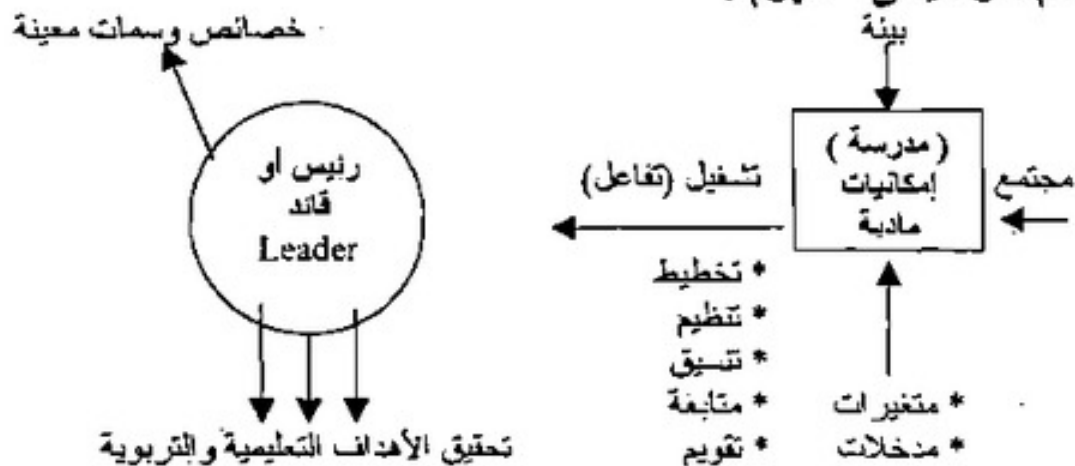 بيئة
( مدرسة )
إمكانيات
مادية
مجتمع
تشغيل (تفاعل)
* تخطيط
* تنظيم
* تنسيق
* متابعة
* تقويم
* متغيرات
* مدخلات
خصائص وسمات معينة
رئيس او
قائد
Leader
تحقيق الأهداف التعليمية والتربوية